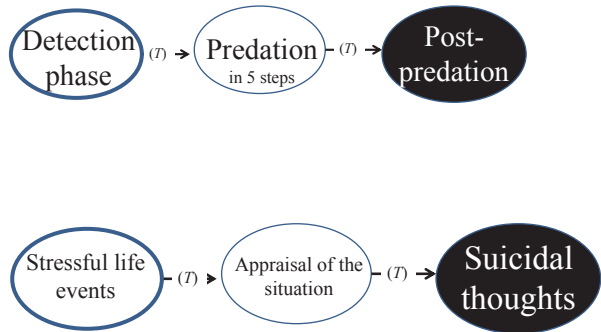 Detection
phase
(T)
Predation
in 5 steps
(T)
Post-
predation
Stressful life
events
(T)
Appraisal of the
situation
(T)
Suicidal
thoughts